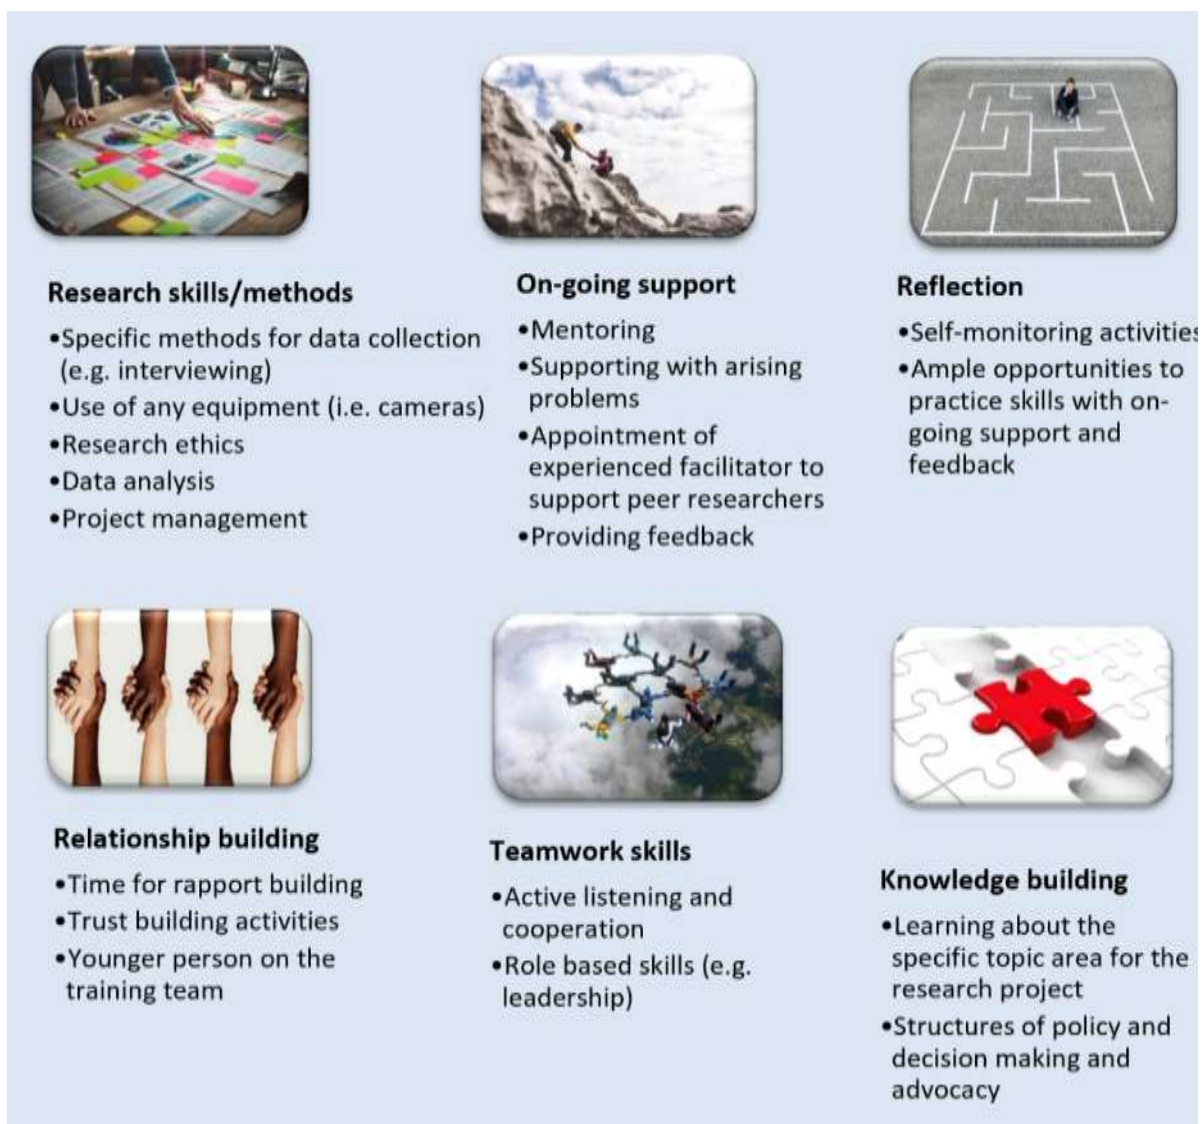 Research skills/methods
•Specific methods for data collection
(e.g. interviewing)
•Use of any equipment (i.e. cameras)
•Research ethics
•Data analysis
•Project management
On-going support
•Mentoring
•Supporting with arising
problems
•Appointment of
experienced facilitator to
support peer researchers
•Providing feedback
Reflection
•Self-monitoring activities
•Ample opportunities to
practice skills with on-
going support and
feedback
Relationship building
•Time for rapport building
•Trust building activities
•Younger person on the
training team
Teamwork skills
•Active listening and
cooperation
•Role based skills (e.g.
leadership)
Knowledge building
•Learning about the
specific topic area for the
research project
•Structures of policy and
decision making and
advocacy